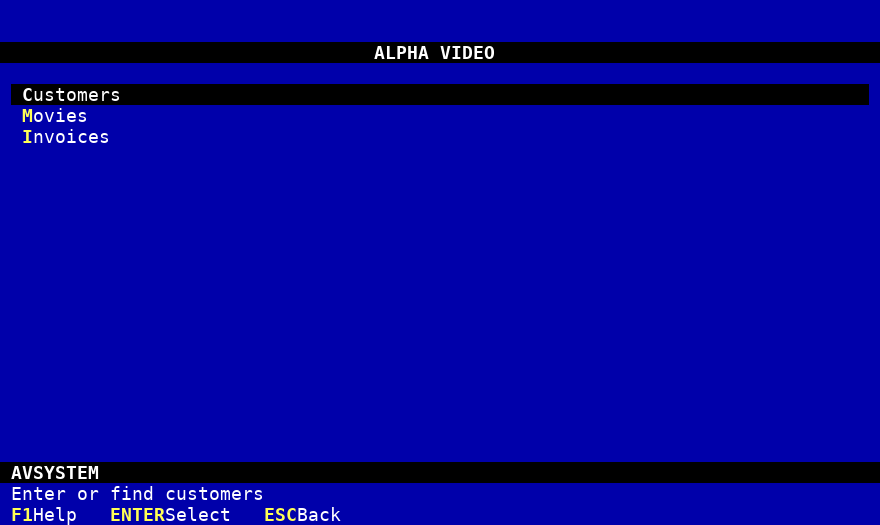 ALPHA VIDEO
Customers
Movies
Invoices
AVSYSTEM
Enter or find customers
F1Help ENTERSelect ESCBack